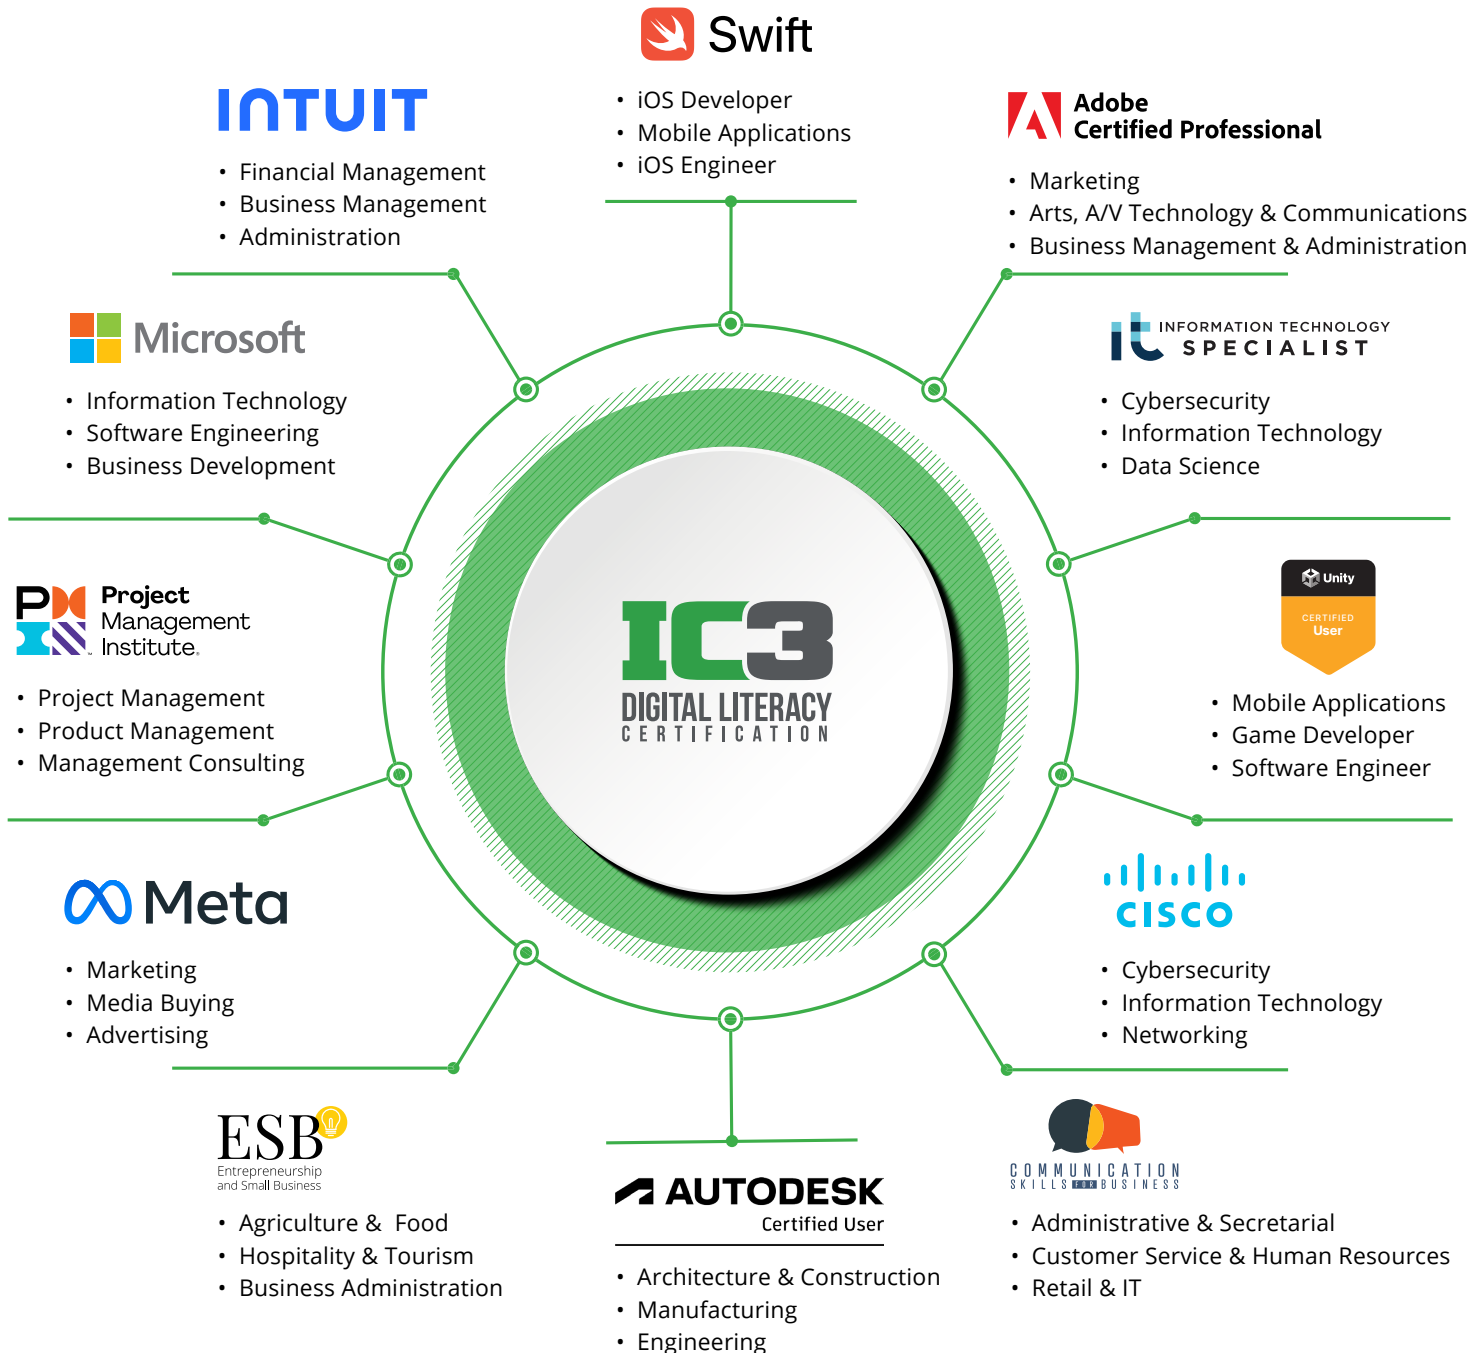 Swift
• iOS Developer
• Mobile Applications
• iOS Engineer
INTUIT
• Financial Management
• Business Management
• Administration
Adobe
Certified Professional
• Marketing
• Arts, A/V Technology & Communications
• Business Management & Administration
Microsoft
• Information Technology
• Software Engineering
• Business Development
it INFORMATION TECHNOLOGY
SPECIALIST
• Cybersecurity
• Information Technology
• Data Science
Project
Management
Institute.
• Project Management
• Product Management
• Management Consulting
IC3
DIGITAL LITERACY
CERTIFICATION
Unity
CERTIFIED
User
• Mobile Applications
• Game Developer
• Software Engineer
Meta
• Marketing
• Media Buying
• Advertising
CISCO
• Cybersecurity
• Information Technology
• Networking
ESB
Entrepreneurship
and Small Business
• Agriculture & Food
• Hospitality & Tourism
• Business Administration
AUTODESK
Certified User
• Architecture & Construction
• Manufacturing
• Engineering
COMMUNICATION
SKILLS FOR BUSINESS
• Administrative & Secretarial
• Customer Service & Human Resources
• Retail & IT